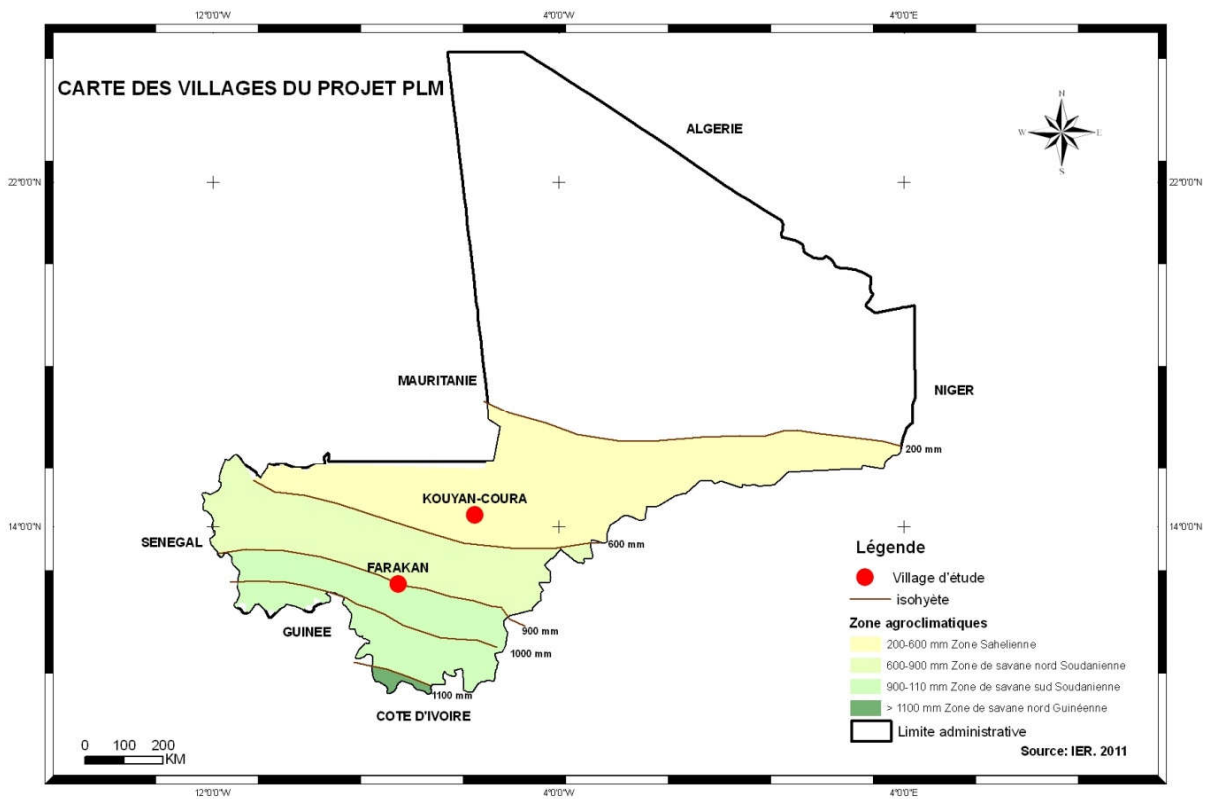 12°0'0"W 4°0'0"W 4°0'0"E
CARTE DES VILLAGES DU PROJET PLM
N
W E
S
ALGERIE
22°0'0"N 22°0'0"N
MAURITANIE
NIGER
200 mm
KOUYAN-COURA
14°0'0"N 14°0'0"N
SENEGAL
600 mm
FARAKAN
GUINEE
900 mm
1000 mm
1100 mm
COTE D'IVOIRE
Légende
Village d'étude
isohyète
Zone agroclimatiques
200-600 mm Zone Sahelienne
600-900 mm Zone de savane nord Soudanienne
900-110 mm Zone de savane sud Soudanienne
> 1100 mm Zone de savane nord Guinéenne
Limite administrative
Source: IER. 2011
0 100 200
KM
12°0'0"W 4°0'0"W 4°0'0"E